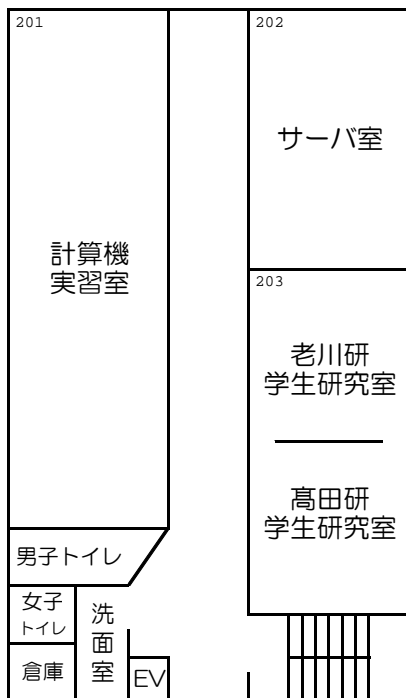 201
計算機
実習室
202
サーバ室
203
老川研
学生研究室
髙田研
学生研究室
男子トイレ
女子
トイレ
倉庫
洗
面
室
EV